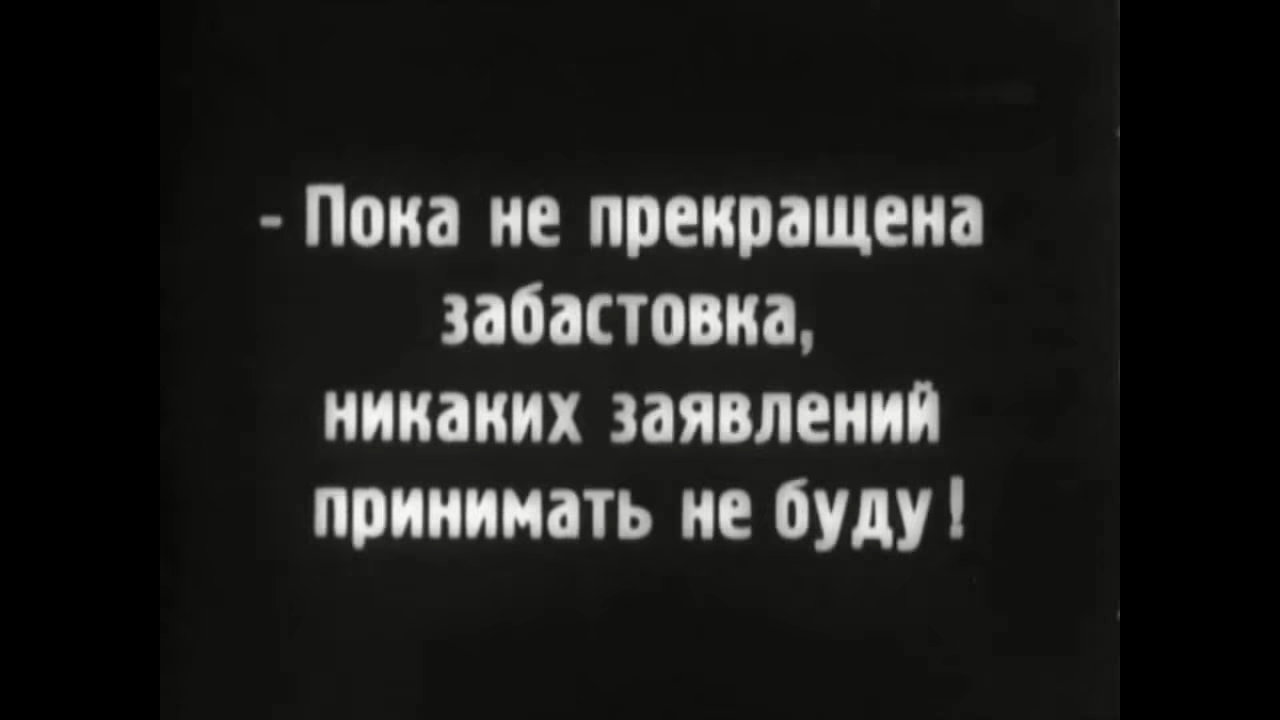 - Пока не прекращена
забастовка,
никаких заявлений
принимать не буду!